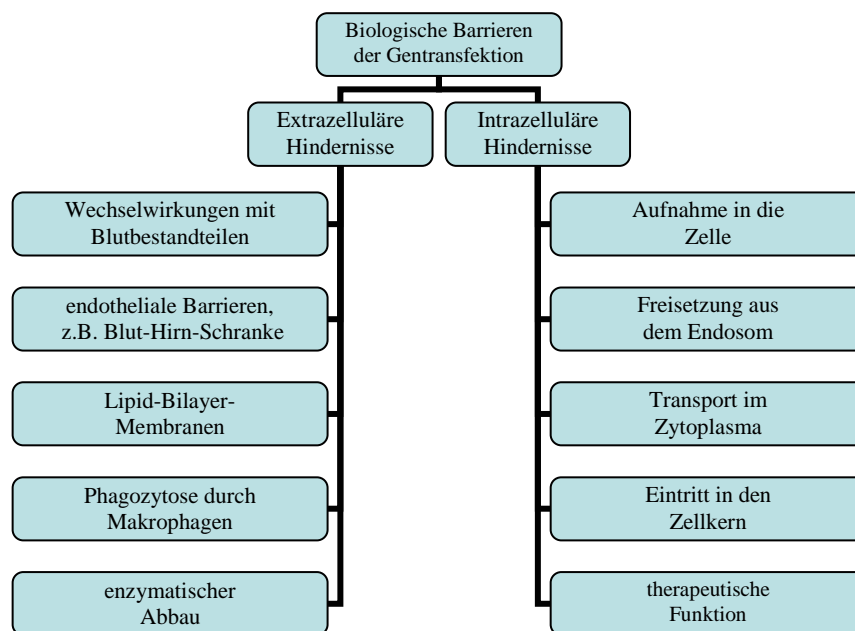 Biologische Barrieren
der Gentransfektion
Extrazelluläre
Hindernisse
Intrazelluläre
Hindernisse
Wechselwirkungen mit
Blutbestandteilen
endotheliale Barrieren,
z.B. Blut-Hirn-Schranke
Lipid-Bilayer-
Membranen
Phagozytose durch
Makrophagen
enzymatischer
Abbau
Aufnahme in die
Zelle
Freisetzung aus
dem Endosom
Transport im
Zytoplasma
Eintritt in den
Zellkern
therapeutische
Funktion